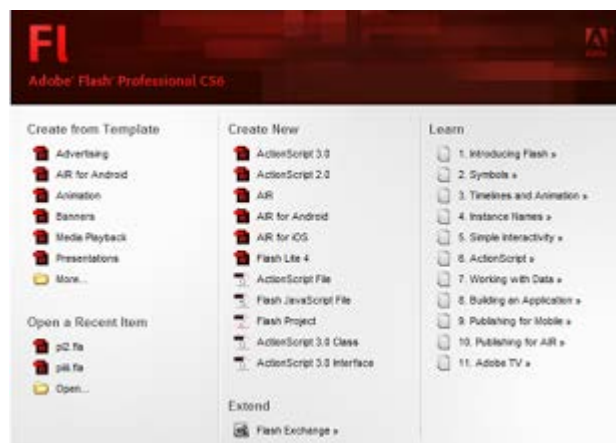 Fl
Adobe® Flash® Professional CS6
Adobe
Create from Template
Advertising
AIR for Android
Animation
Banners
Media Playback
Presentations
More...
Open a Recent Item
pl2.fla
Open...
Create New
ActionScript 3.0
ActionScript 2.0
AIR
AIR for Android
AIR for iOS
Flash Lite 4
ActionScript File
Flash JavaScript File
Flash Project
ActionScript 3.0 Class
ActionScript 3.0 Interface
Extend
Flash Exchange »
Learn
1. Introducing Flash »
2. Symbols »
3. Timelines and Animation »
4. Instance Names »
5. Simple Interactivity »
6. ActionScript »
7. Working with Data »
8. Building an Application »
9. Publishing for Mobile »
10. Publishing for AIR »
11. Adobe TV »